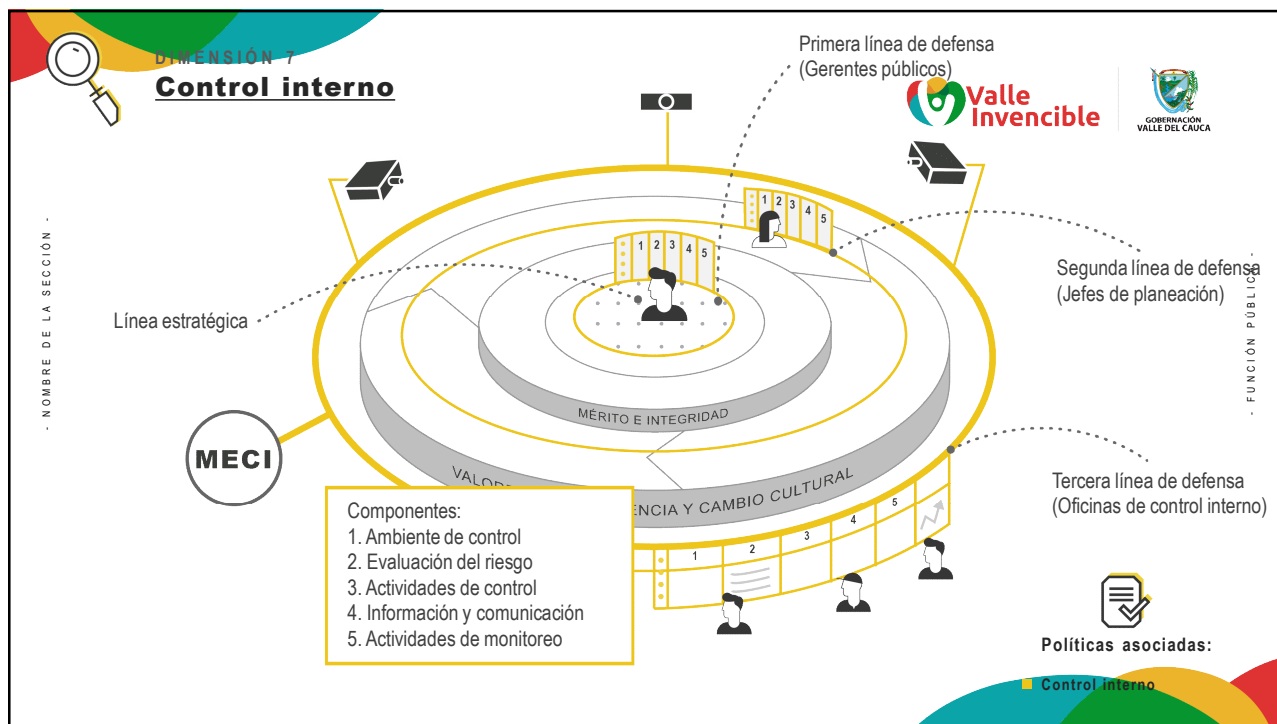 DIMENSIÓN 7
Control interno
Primera línea de defensa
(Gerentes públicos)
Valle
Invencible
GOBERNACIÓN
VALLE DEL CAUCA
- NOMBRE DE LA SECCIÓN -
1 2 3 4 5
1 2 3 4 5
Segunda línea de defensa
(Jefes de planeación)
- FUNCIÓN PÚBLICA -
Línea estratégica
MÉRITO E INTEGRIDAD
MECI
VALOR ENCIA Y CAMBIO CULTURAL
Tercera línea de defensa
(Oficinas de control interno)
Componentes:
1. Ambiente de control
2. Evaluación del riesgo
3. Actividades de control
4. Información y comunicación
5. Actividades de monitoreo
1 2 3 4 5
Políticas asociadas:
Control interno